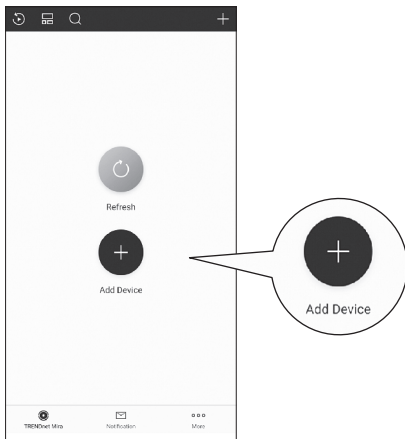 Refresh
Add Device
Add Device
TRENDnet Mira
Notification
More